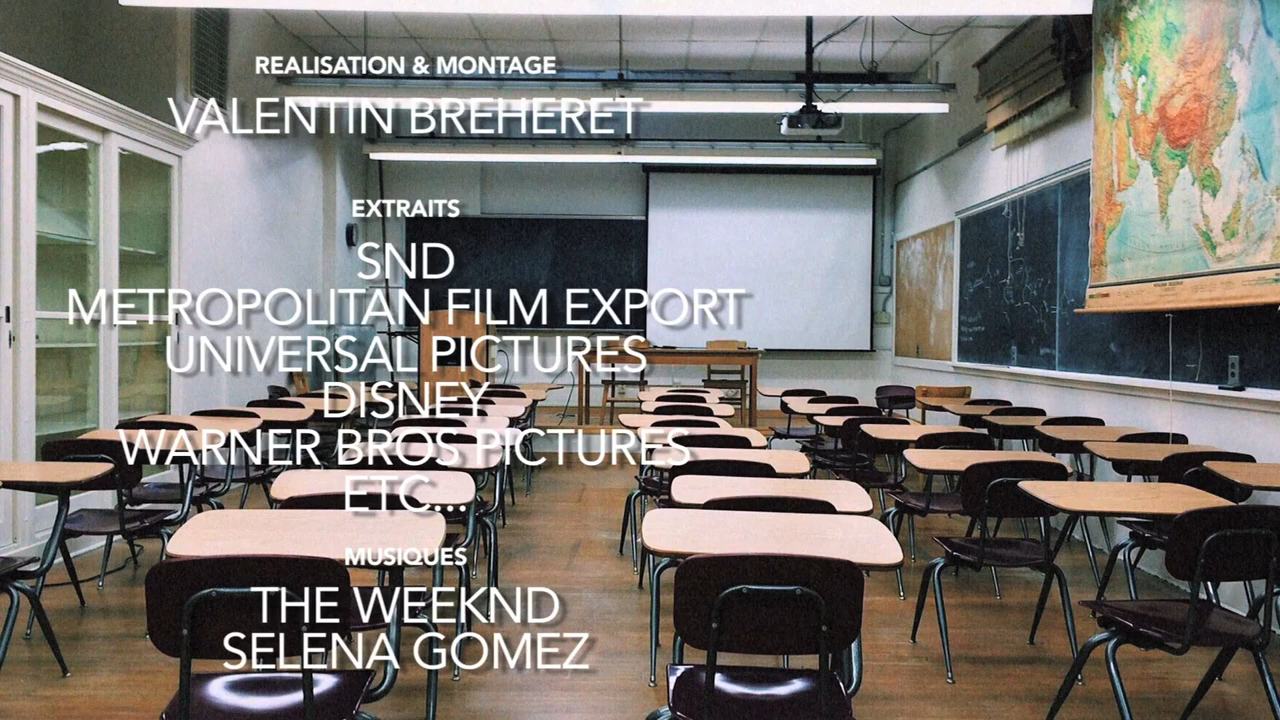 REALISATION & MONTAGE
VALENTIN BREHERET
EXTRAITS
SND
METROPOLITAN FILM EXPORT
UNIVERSAL PICTURES
DISNEY
WARNER BROS PICTURES
ETC...
MUSIQUES
THE WEEKND
SELENA GOMEZ